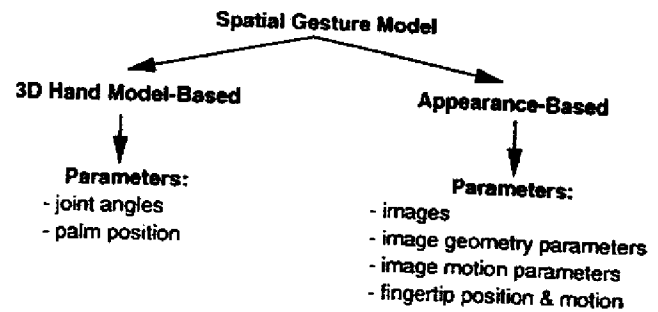 Spatial Gesture Model
3D Hand Model-Based
Appearance-Based
Parameters:
- joint angles
- palm position
Parameters:
- images
- image geometry parameters
- image motion parameters
- fingertip position & motion